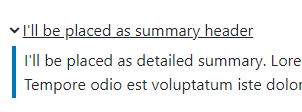 I'll be placed as summary header
I'll be placed as detailed summary. Lore
Tempore odio est voluptatum iste dolor